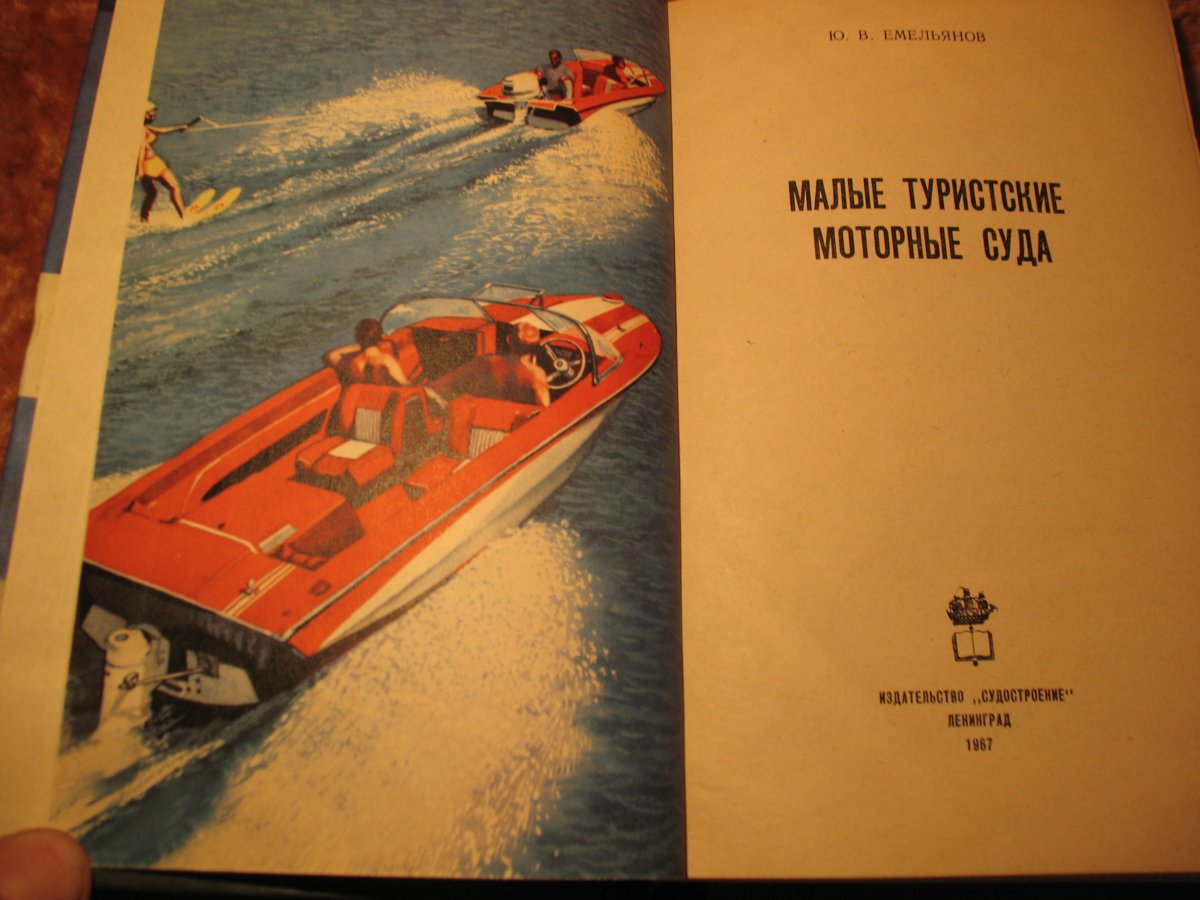 Ю. В. ЕМЕЛЬЯНОВ
МАЛЫЕ ТУРИСТСКИЕ
МОТОРНЫЕ СУДА
ИЗДАТЕЛЬСТВО ,,СУДОСТРОЕНИЕ"
ЛЕНИНГРАД
1967